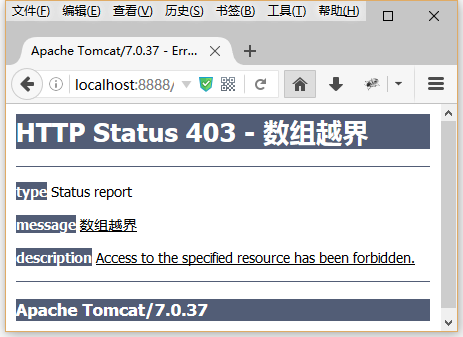 文件(F) 编辑(E) 查看(V) 历史(S) 书签(B) 工具(T) 帮助(H)
Apache Tomcat/7.0.37 - Err...
localhost:8888/
HTTP Status 403 - 数组越界
type Status report
message 数组越界
description Access to the specified resource has been forbidden.
Apache Tomcat/7.0.37